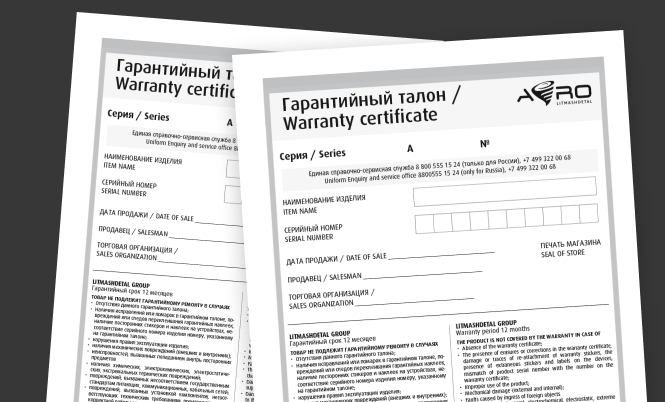 Гарантийный т
Warranty certific
Серия / Series
А
Единая справочно-сервисная служба 8
Uniform Enquiry and service office 8
НАИМЕНОВАНИЕ ИЗДЕЛИЯ
ITEM NAME
СЕРИЙНЫЙ НОМЕР
SERIAL NUMBER
ДАТА ПРОДАЖИ / DATE OF SALE
ПРОДАВЕЦ / SALESMAN
ТОРГОВАЯ ОРГАНИЗАЦИЯ /
SALES ORGANIZATION
LITMASHDETAL GROUP
Гарантийный срок 12 месяцев
ТОВАР НЕ ПОДЛЕЖИТ ГАРАНТИЙНОМУ РЕМОНТУ В СЛУЧАЯХ
Гарантийный талон /
Warranty certificate
AERO
LITMASHDETAL
Серия / Series
А
№
Единая справочно-сервисная служба 8 800 555 15 24 (только для России), +7 499 322 00 68
Uniform Enquiry and service office 8800555 15 24 (only for Russia), +7 499 322 00 68
НАИМЕНОВАНИЕ ИЗДЕЛИЯ
ITEM NAME
СЕРИЙНЫЙ НОМЕР
SERIAL NUMBER
ДАТА ПРОДАЖИ / DATE OF SALE
ПЕЧАТЬ МАГАЗИНА
SEAL OF STORE
ПРОДАВЕЦ / SALESMAN
ТОРГОВАЯ ОРГАНИЗАЦИЯ /
SALES ORGANIZATION
LITMASHDETAL GROUP
Гарантийный срок 12 месяцев
ТОВАР НЕ ПОДЛЕЖИТ ГАРАНТИЙНОМУ РЕМОНТУ В СЛУЧАЯХ
• Отсутствия данного гарантийного талона;
• Наличия исправлений или помарок в гарантийном талоне, по-
вреждений или следов переклеивания гарантийных наклеек,
наличие посторонних стикеров и наклеек на устройствах, не-
соответствие серийного номера изделия номеру, указанному
на гарантийном талоне;
• нарушения правил эксплуатации изделия;
• наличия механических повреждений (внешних и внутренних);
LITMASHDETAL GROUP
Warranty period 12 months
THE PRODUCT IS NOT COVERED BY THE WARRANTY IN CASE OF
• Absence of the warranty certificate;
• The presence of erasures or corrections in the warranty certificate,
damage or traces of re-attachment of warranty stickers, the
presence of extraneous stickers and labels on the devices,
mismatch of product serial number with the number on the
warranty certificate;
• Improper use of the product;
• Mechanical damage (external and internal);
• Faults caused by ingress of foreign objects